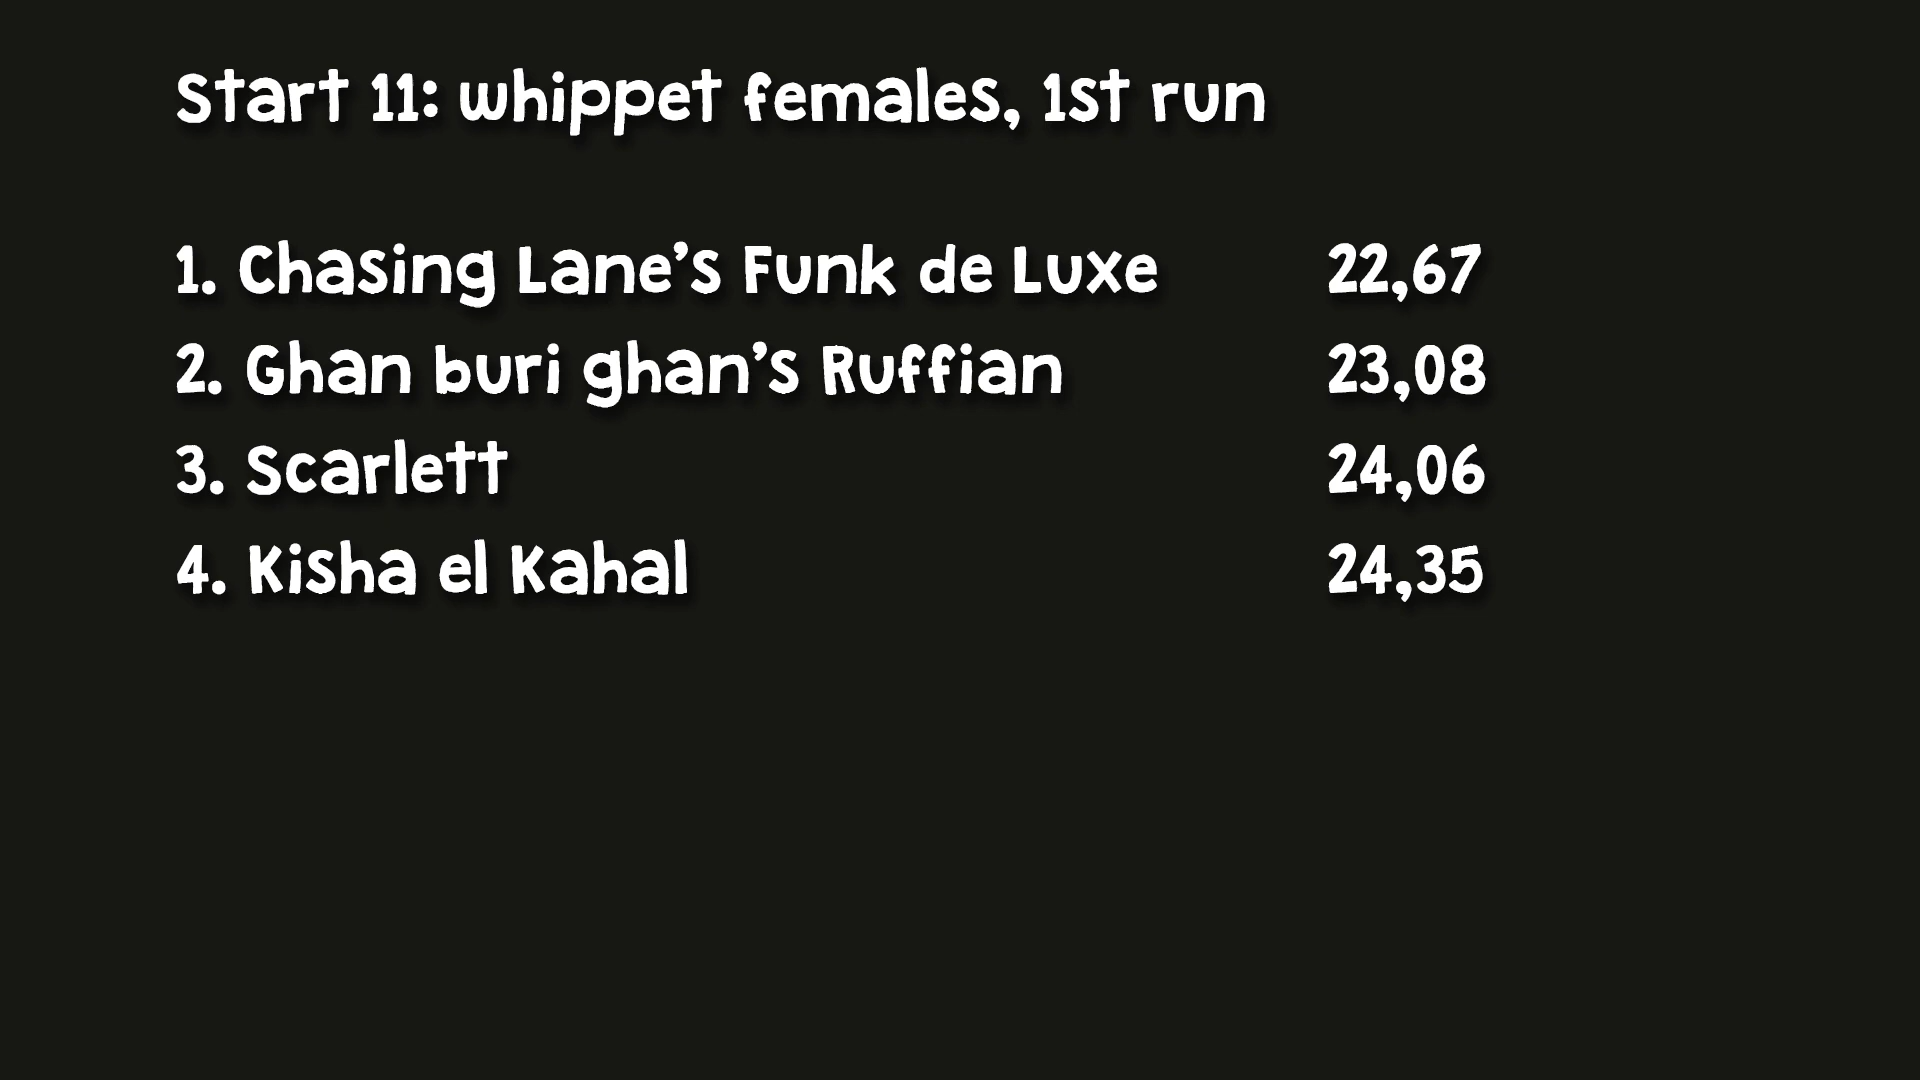 Start 11: whippet females, 1st run
1. Chasing Lane's Funk de Luxe 22,67
2. Ghan buri ghan's Ruffian 23,08
3. Scarlett 24,06
4. Kisha el Kahal 24,35